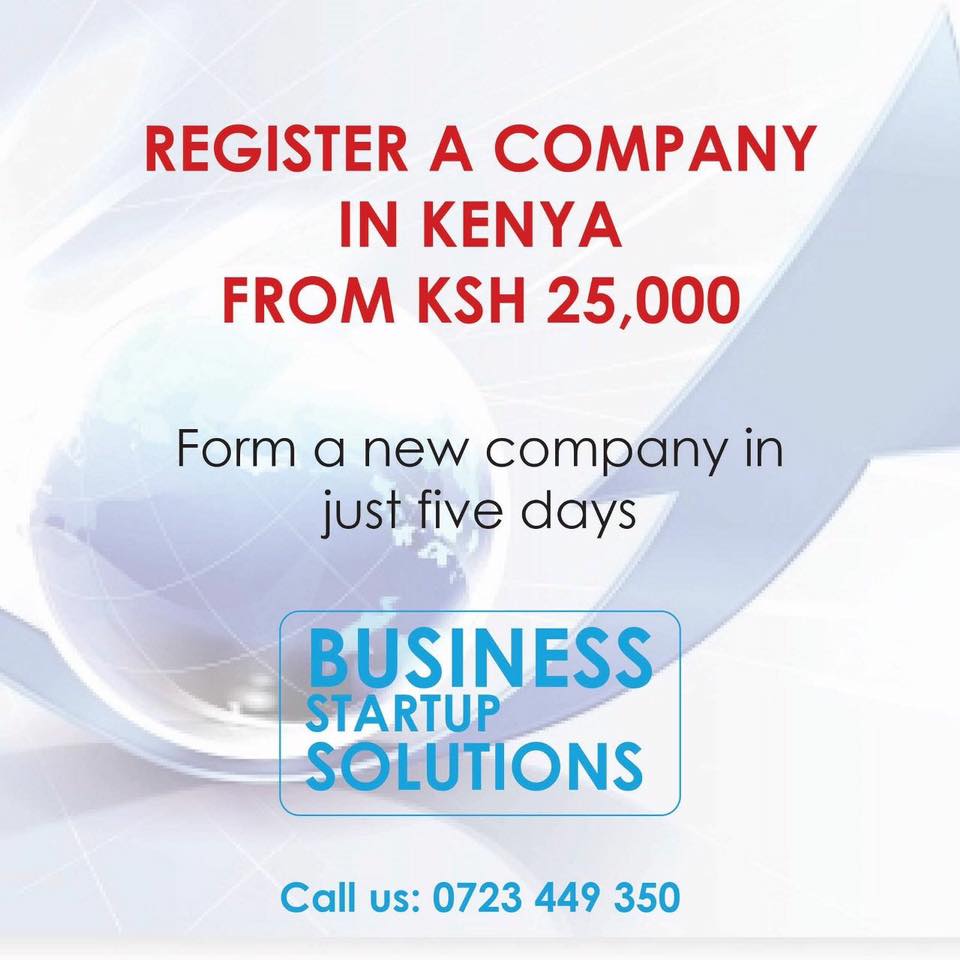 REGISTER A COMPANY
IN KENYA
FROM KSH 25,000
Form a new company in
just five days
BUSINESS
STARTUP
SOLUTIONS
Call us: 0723 449 350